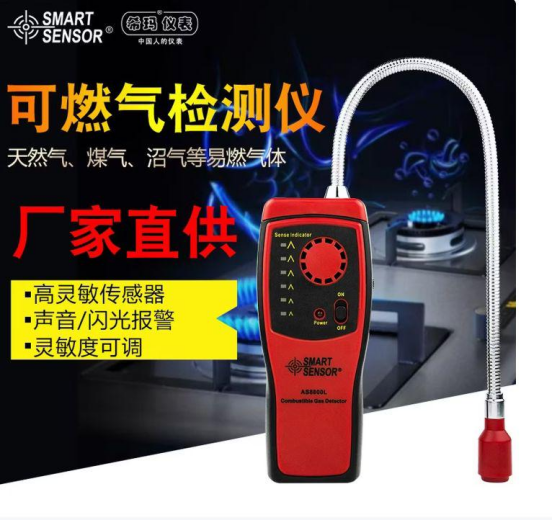 SMART
SENSOR®
希玛仪表
中国人的仪表
可燃气检测仪
天然气、煤气、沼气等易燃气体
厂家直供
高灵敏传感器
声音/闪光报警
灵敏度可调
Sense Indicator
ON
Power
OFF
SMART
SENSOR®
AS8800L
Combustible Gas Detector